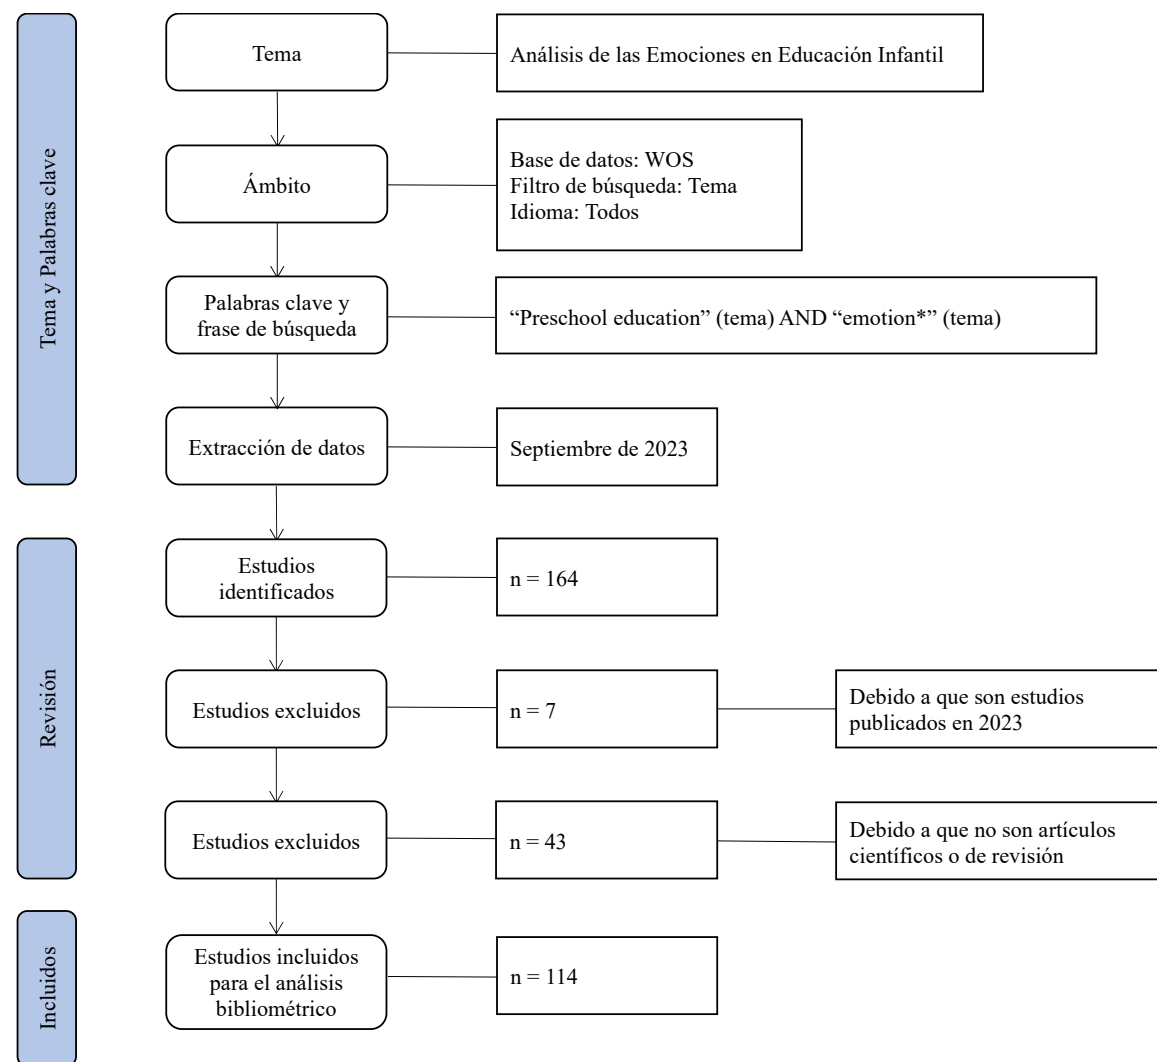 Tema y Palabras clave
Tema
Análisis de las Emociones en Educación Infantil
Ámbito
Base de datos: WOS
Filtro de búsqueda: Tema
Idioma: Todos
Palabras clave y
frase de búsqueda
“Preschool education” (tema) AND “emotion*” (tema)
Extracción de datos
Septiembre de 2023
Revisión
Estudios
identificados
n = 164
Estudios excluidos
n = 7
Debido a que son estudios
publicados en 2023
Estudios excluidos
n = 43
Debido a que no son artículos
científicos o de revisión
Incluidos
Estudios incluidos
para el análisis
bibliométrico
n = 114